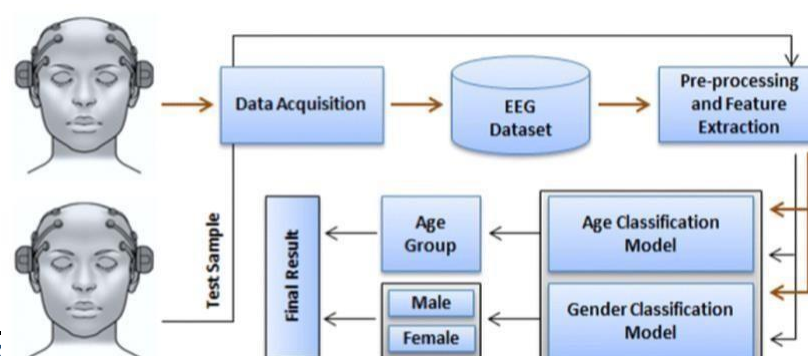 Data Acquisition
EEG
Dataset
Pre-processing
and Feature
Extraction
Test Sample
Final Result
Age
Group
Age Classification
Model
Male
Female
Gender Classification
Model